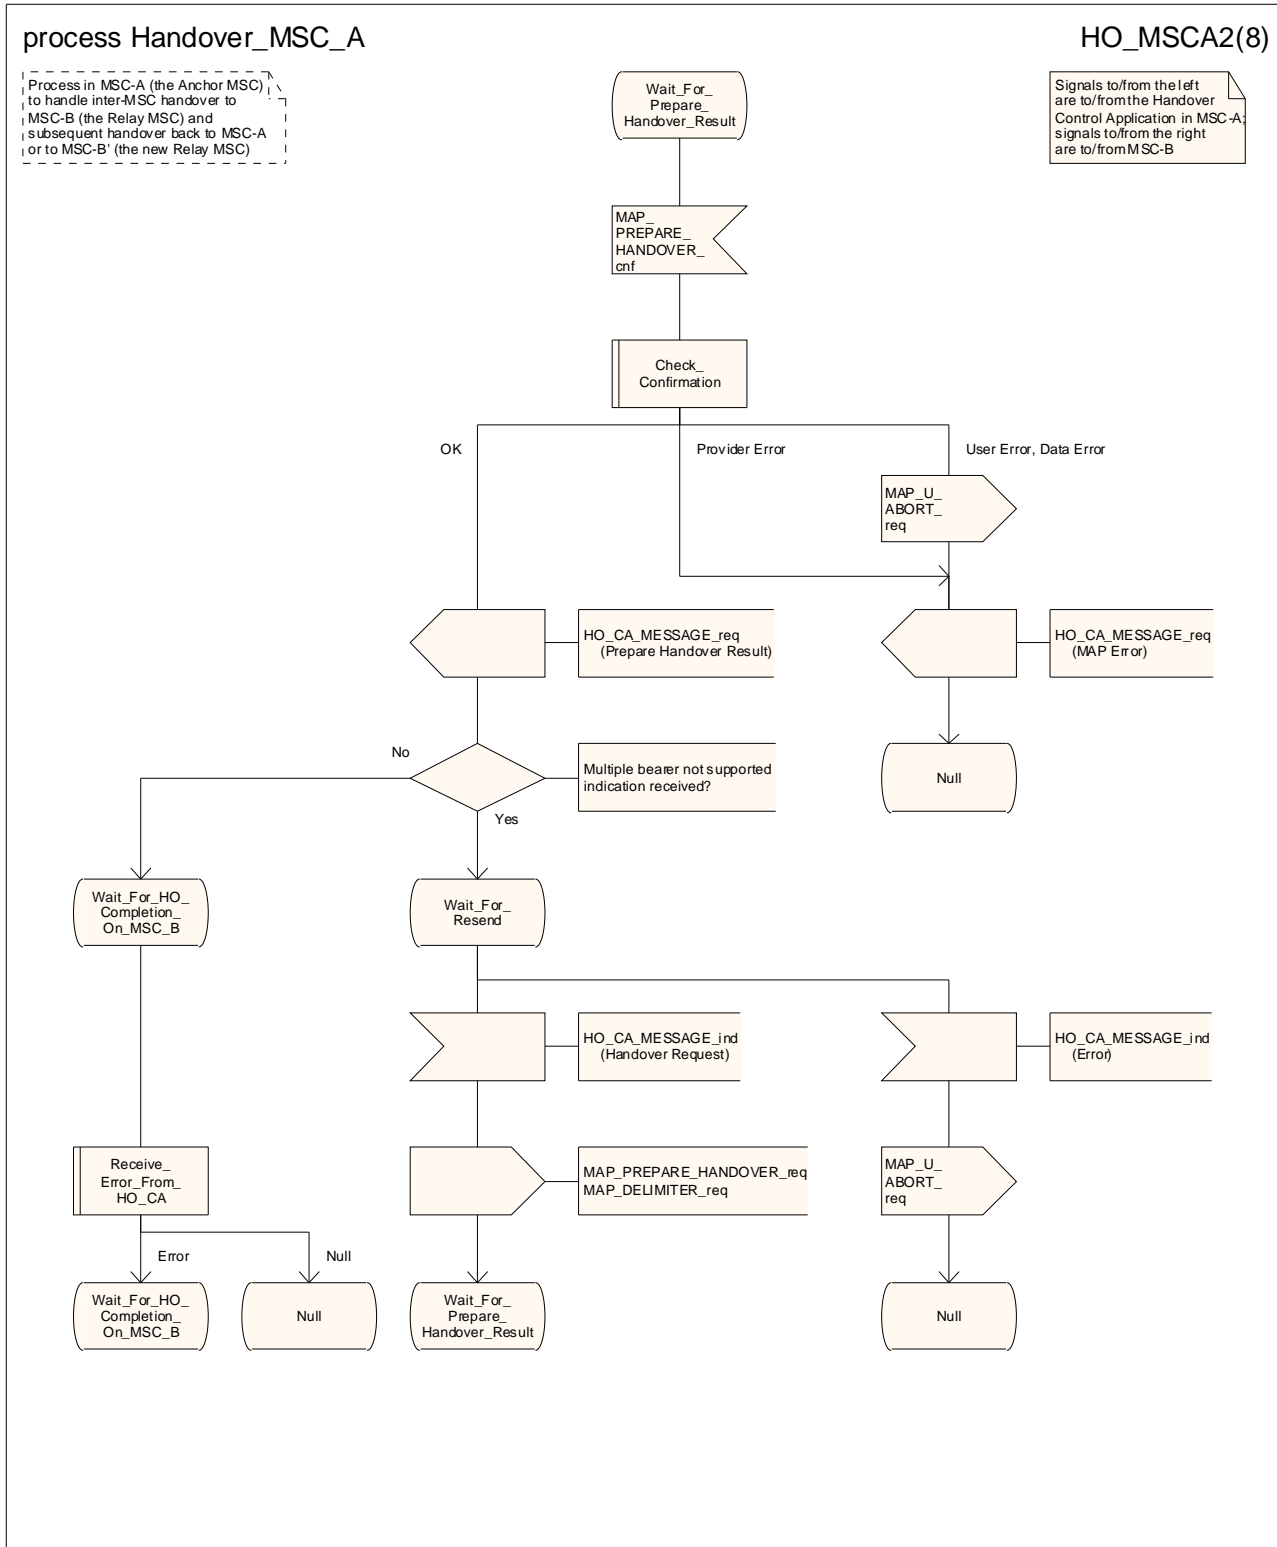 process Handover_MSC_A
HO_MSCA2(8)
Process in MSC-A (the Anchor MSC)
to handle inter-MSC handover to
MSC-B (the Relay MSC) and
subsequent handover back to MSC-A
or to MSC-B' (the new Relay MSC)
Wait_For_
Prepare_
Handover_Result
Signals to/from the left
are to/from the Handover
Control Application in MSC-A;
signals to/from the right
are to/from MSC-B
MAP_
PREPARE_
HANDOVER_
cnf
Check_
Confirmation
OK
Provider Error
User Error, Data Error
MAP_U_
ABORT_
req
HO_CA_MESSAGE_req
(Prepare Handover Result)
HO_CA_MESSAGE_req
(MAP Error)
No
Multiple bearer not supported
indication received?
Null
Yes
Wait_For_HO_
Completion_
On_MSC_B
Wait_For_
Resend
HO_CA_MESSAGE_ind
(Handover Request)
HO_CA_MESSAGE_ind
(Error)
Receive_
Error_From_
HO_CA
MAP_PREPARE_HANDOVER_req
MAP_DELIMITER_req
MAP_U_
ABORT_
req
Error
Null
Wait_For_HO_
Completion_
On_MSC_B
Null
Wait_For_
Prepare_
Handover_Result
Null